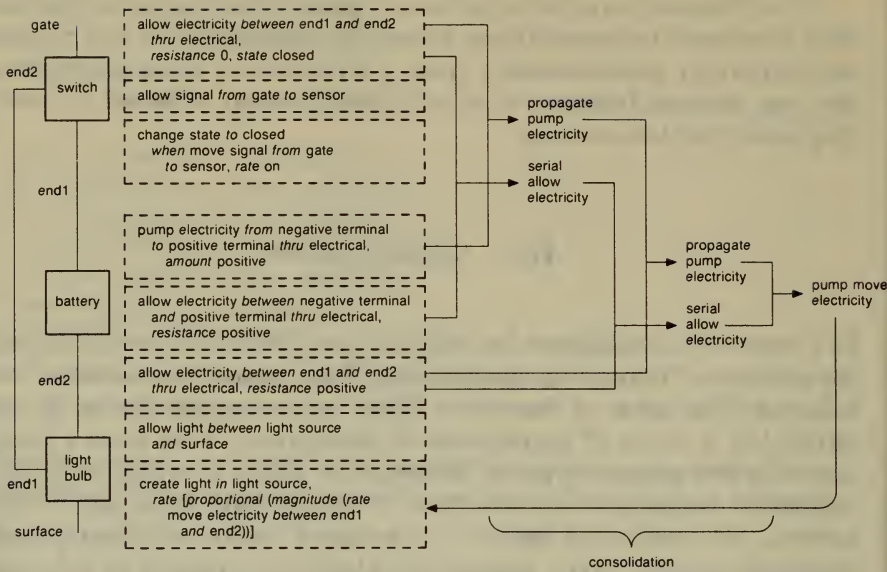 gate
end2
switch
end1
battery
end2
light
bulb
end1
surface
allow electricity between end1 and end2
thru electrical,
resistance 0, state closed
allow signal from gate to sensor
change state to closed
when move signal from gate
to sensor, rate on
pump electricity from negative terminal
to positive terminal thru electrical,
amount positive
allow electricity between negative terminal
and positive terminal thru electrical,
resistance positive
allow electricity between end1 and end2
thru electrical, resistance positive
allow light between light source
and surface
create light in light source,
rate [proportional (magnitude (rate
move electricity between end1
and end2))]
propagate
pump
electricity
serial
allow
electricity
propagate
pump
electricity
serial
allow
electricity
pump move
electricity
consolidation